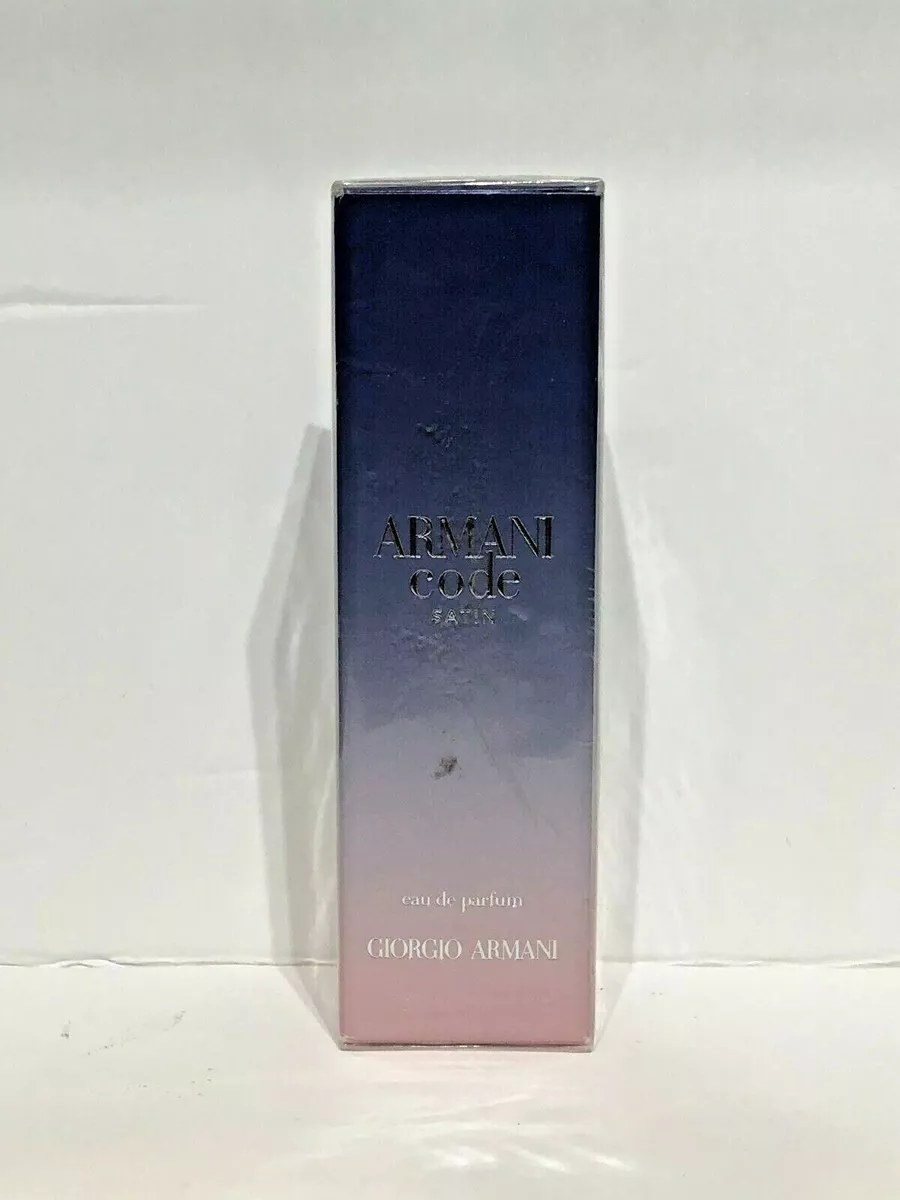 ARMANI
code
SATIN
eau de parfum
GIORGIO ARMANI